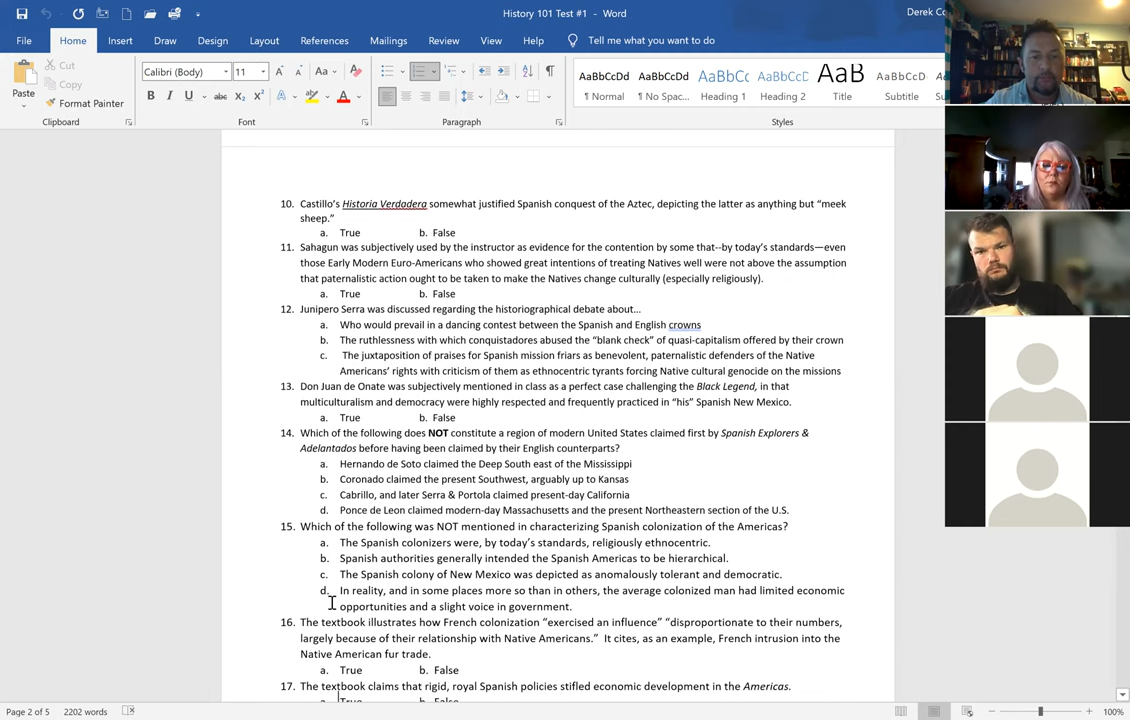 History 101 Test #1 - Word
Derek Co
File Home Insert Draw Design Layout References Mailings Review View Help Tell me what you want to do
Paste
Cut
Copy
Format Painter
Calibri (Body) 11
Aa
B I U abc X₂ X² A A
AaBbCcDd AaBbCcDd AaBbCc AaBbCcD AaB AaBbCcD
¶ Normal ¶ No Spac... Heading 1 Heading 2 Title Subtitle
Clipboard Font Paragraph Styles
10. Castillo's Historia Verdadera somewhat justified Spanish conquest of the Aztec, depicting the latter as anything but "meek
sheep."
a. True b. False
11. Sahagun was subjectively used by the instructor as evidence for the contention by some that--by today's standards—even
those Early Modern Euro-Americans who showed great intentions of treating Natives well were not above the assumption
that paternalistic action ought to be taken to make the Natives change culturally (especially religiously).
a. True b. False
12. Junipero Serra was discussed regarding the historiographical debate about...
a. Who would prevail in a dancing contest between the Spanish and English crowns
b. The ruthlessness with which conquistadores abused the "blank check" of quasi-capitalism offered by their crown
c. The juxtaposition of praises for Spanish mission friars as benevolent, paternalistic defenders of the Native
Americans' rights with criticism of them as ethnocentric tyrants forcing Native cultural genocide on the missions
13. Don Juan de Onate was subjectively mentioned in class as a perfect case challenging the Black Legend, in that
multiculturalism and democracy were highly respected and frequently practiced in "his" Spanish New Mexico.
a. True b. False
14. Which of the following does NOT constitute a region of modern United States claimed first by Spanish Explorers &
Adelantados before having been claimed by their English counterparts?
a. Hernando de Soto claimed the Deep South east of the Mississippi
b. Coronado claimed the present Southwest, arguably up to Kansas
c. Cabrillo, and later Serra & Portola claimed present-day California
d. Ponce de Leon claimed modern-day Massachusetts and the present Northeastern section of the U.S.
15. Which of the following was NOT mentioned in characterizing Spanish colonization of the Americas?
a. The Spanish colonizers were, by today's standards, religiously ethnocentric.
b. Spanish authorities generally intended the Spanish Americas to be hierarchical.
c. The Spanish colony of New Mexico was depicted as anomalously tolerant and democratic.
d. In reality, and in some places more so than in others, the average colonized man had limited economic
opportunities and a slight voice in government.
16. The textbook illustrates how French colonization "exercised an influence" "disproportionate to their numbers,
largely because of their relationship with Native Americans." It cites, as an example, French intrusion into the
Native American fur trade.
a. True b. False
17. The textbook claims that rigid, royal Spanish policies stifled economic development in the Americas.
a. True b. False
Page 2 of 5 2202 words 100%